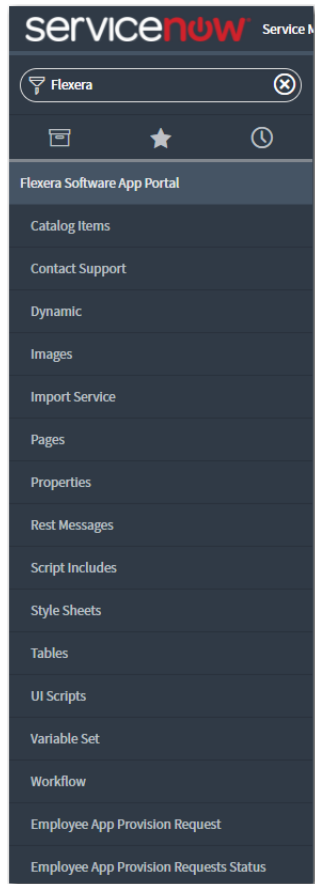 servicenow Service M
Flexera
Flexera Software App Portal
Catalog Items
Contact Support
Dynamic
Images
Import Service
Pages
Properties
Rest Messages
Script Includes
Style Sheets
Tables
UI Scripts
Variable Set
Workflow
Employee App Provision Request
Employee App Provision Requests Status